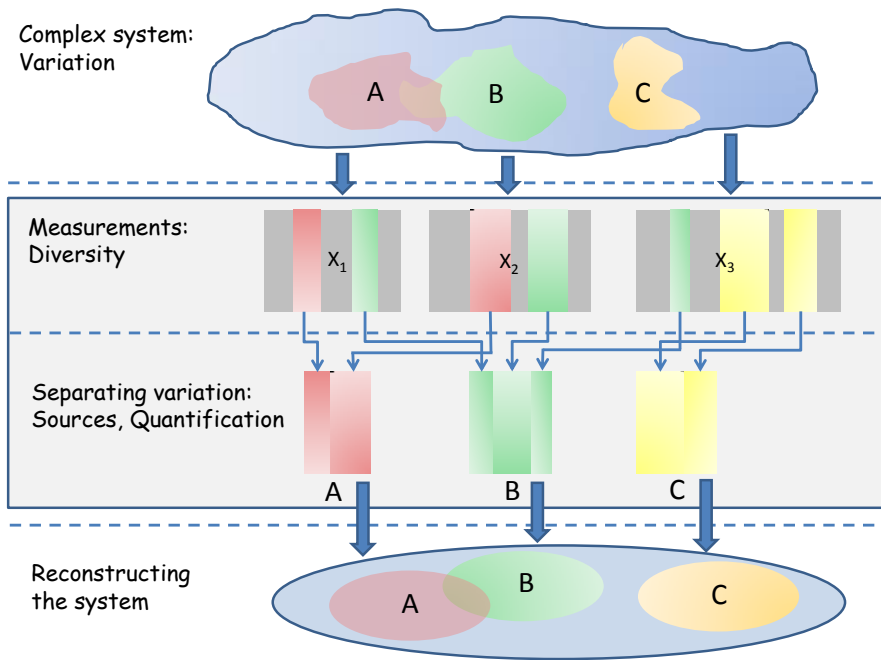 Complex system:
Variation
A
B
C
Measurements:
Diversity
X₁
X₂
X₃
Separating variation:
Sources, Quantification
A
B
C
Reconstructing
the system
A
B
C